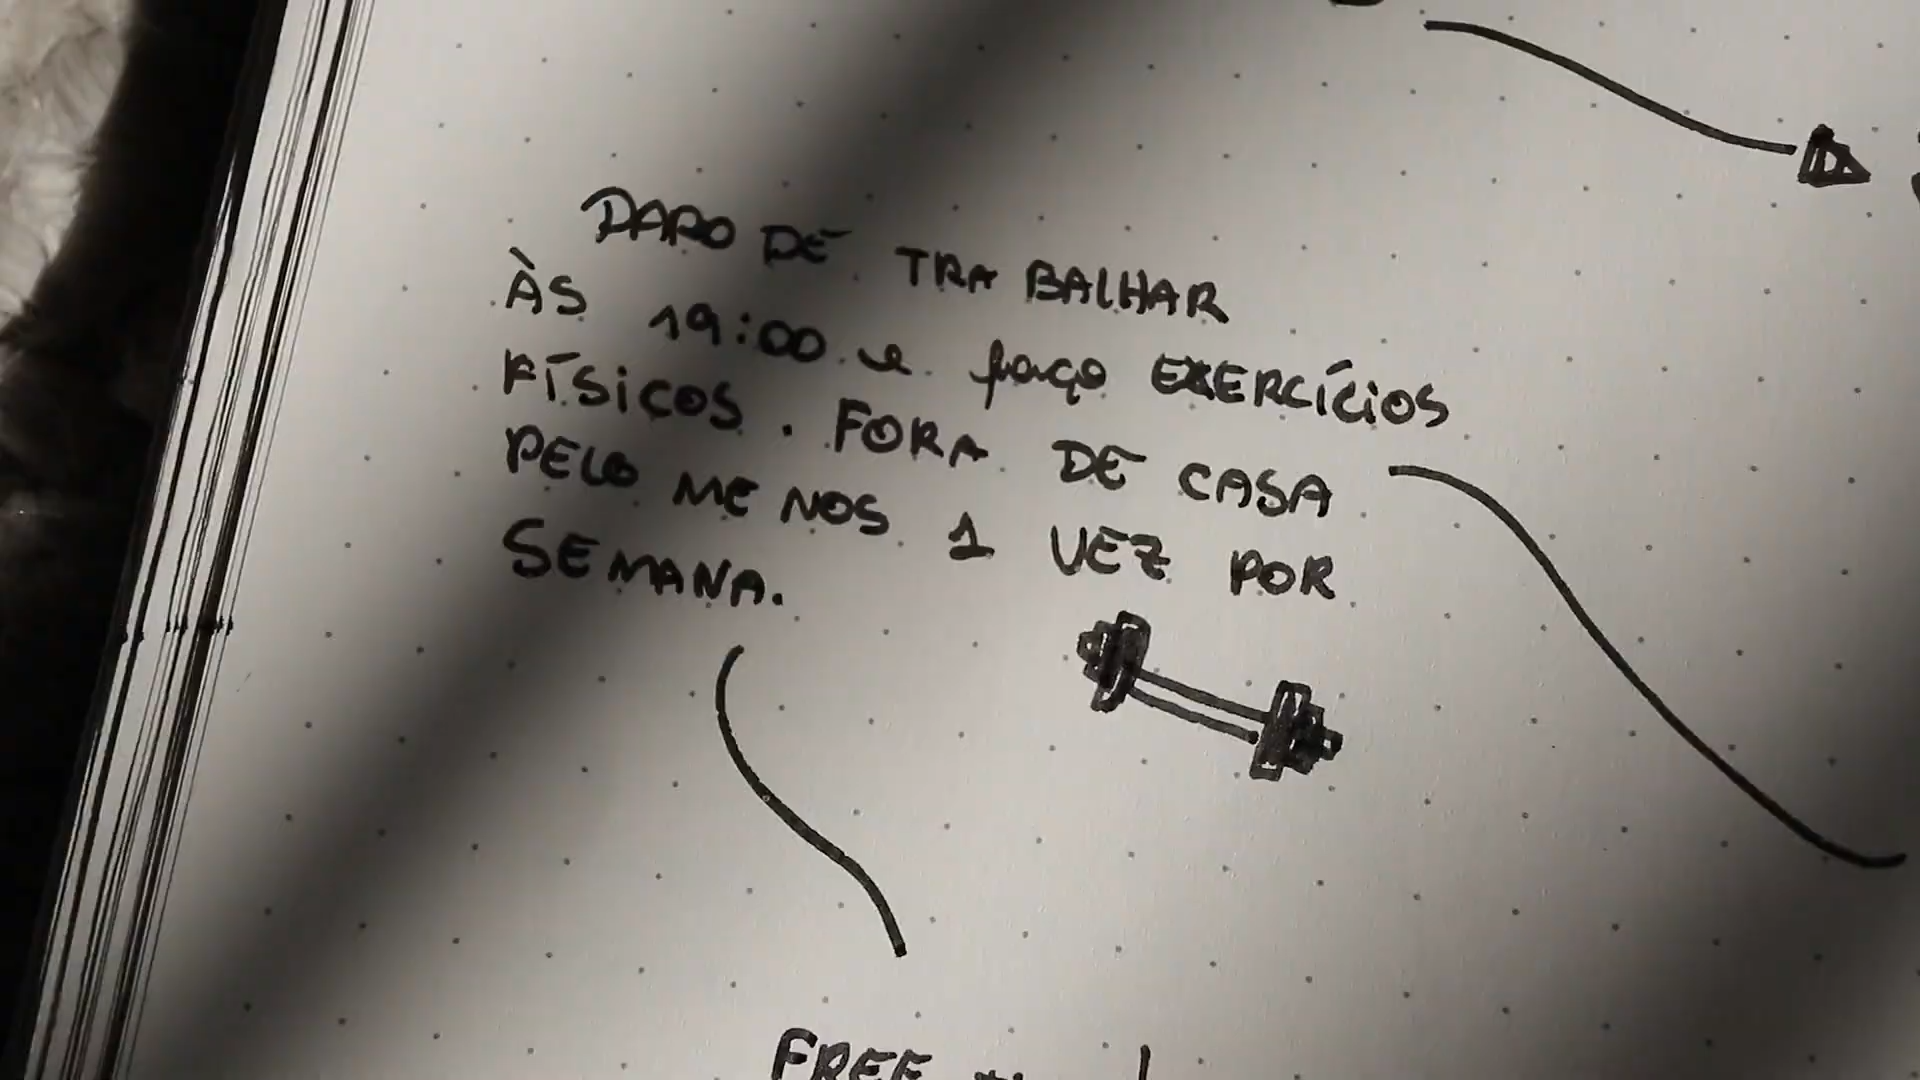 PARO DE TRABALHAR
ÀS 19:00 e faço EXERCÍCIOS
FÍSICOS. FORA DE CASA
PELO MENOS 1 VEZ POR
SEMANA.
FREE